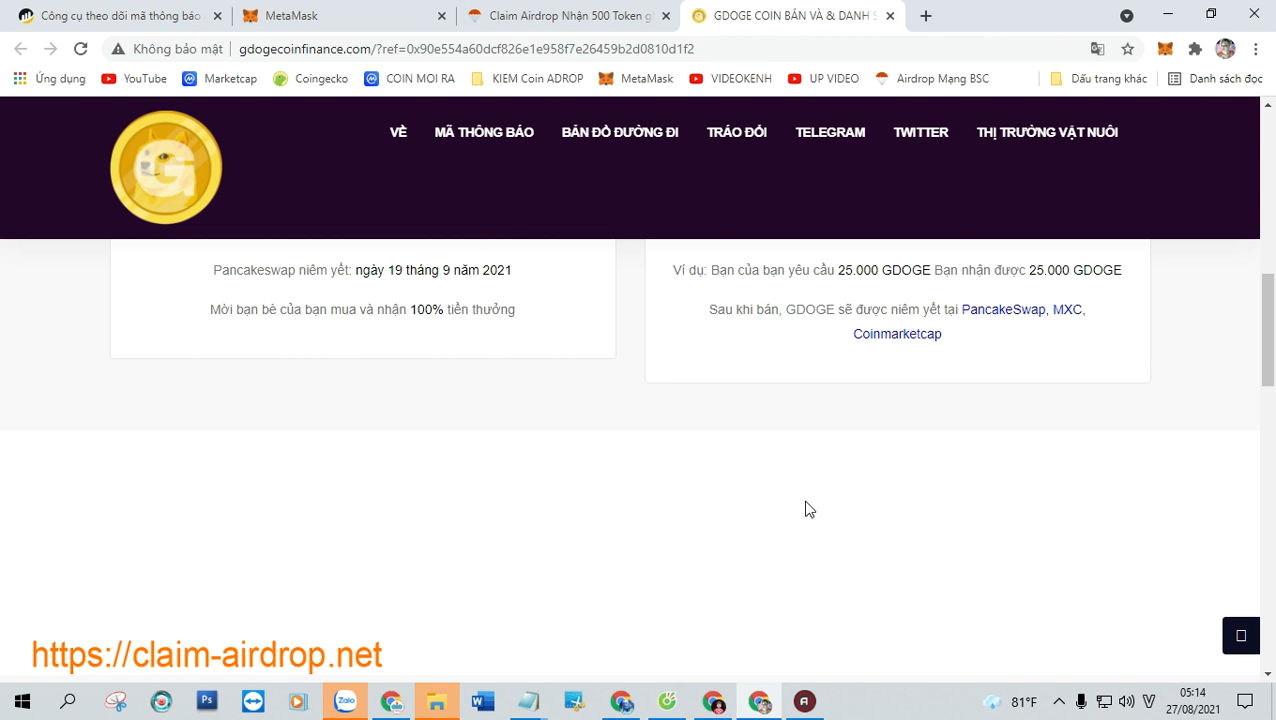 Công cụ theo dõi mã thông báo
MetaMask
Claim Airdrop Nhận 500 Token g
GDOGE COIN BÁN VÀ & DANH S
Không bảo mật
gdogecoinfinance.com/?ref=0x90e554a60dcf826e1e958f7e26459b2d0810d1f2
Ứng dụng
YouTube
Marketcap
Coingecko
COIN MOI RA
KIEM Coin ADROP
MetaMask
VIDEOKENH
UP VIDEO
Airdrop Mạng BSC
Dấu trang khác
Danh sách đọc
VỀ
MÃ THÔNG BÁO
BẢN ĐỒ ĐƯỜNG ĐI
TRÁO ĐỔI
TELEGRAM
TWITTER
THỊ TRƯỜNG VẬT NUÔI
Pancakeswap niêm yết: ngày 19 tháng 9 năm 2021
Mời bạn bè của bạn mua và nhận 100% tiền thưởng
Ví dụ: Bạn của bạn yêu cầu 25.000 GDOGE Bạn nhận được 25.000 GDOGE
Sau khi bán, GDOGE sẽ được niêm yết tại PancakeSwap, MXC,
Coinmarketcap
https://claim-airdrop.net
Zalo
81°F
05:14
27/08/2021